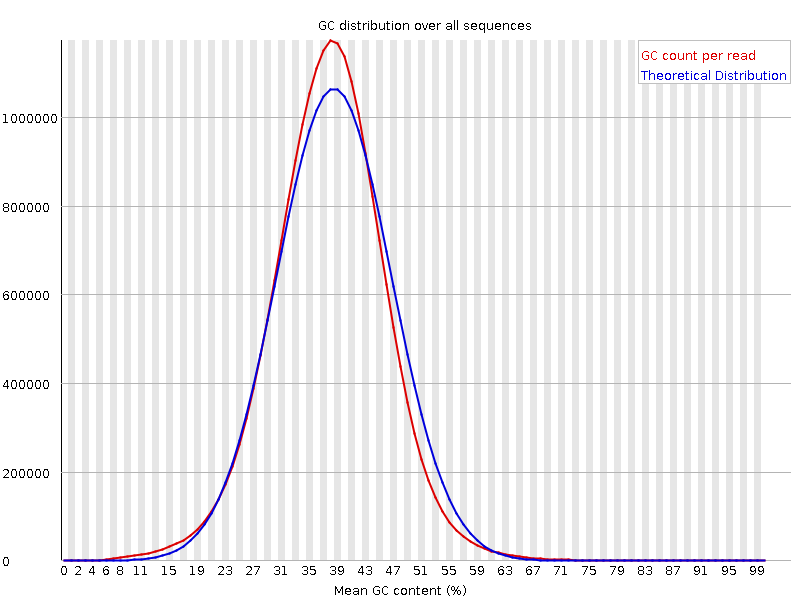 GC distribution over all sequences
GC count per read
Theoretical Distribution
1000000
800000
600000
400000
200000
0
0 2 4 6 8 11 15 19 23 27 31 35 39 43 47 51 55 59 63 67 71 75 79 83 87 91 95 99
Mean GC content (%)